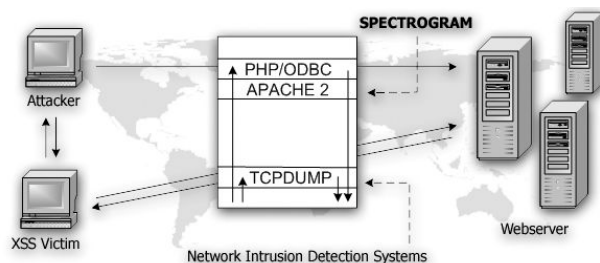 SPECTROGRAM
PHP/ODBC
APACHE 2
Attacker
TCPDUMP
XSS Victim
Webserver
Network Intrusion Detection Systems